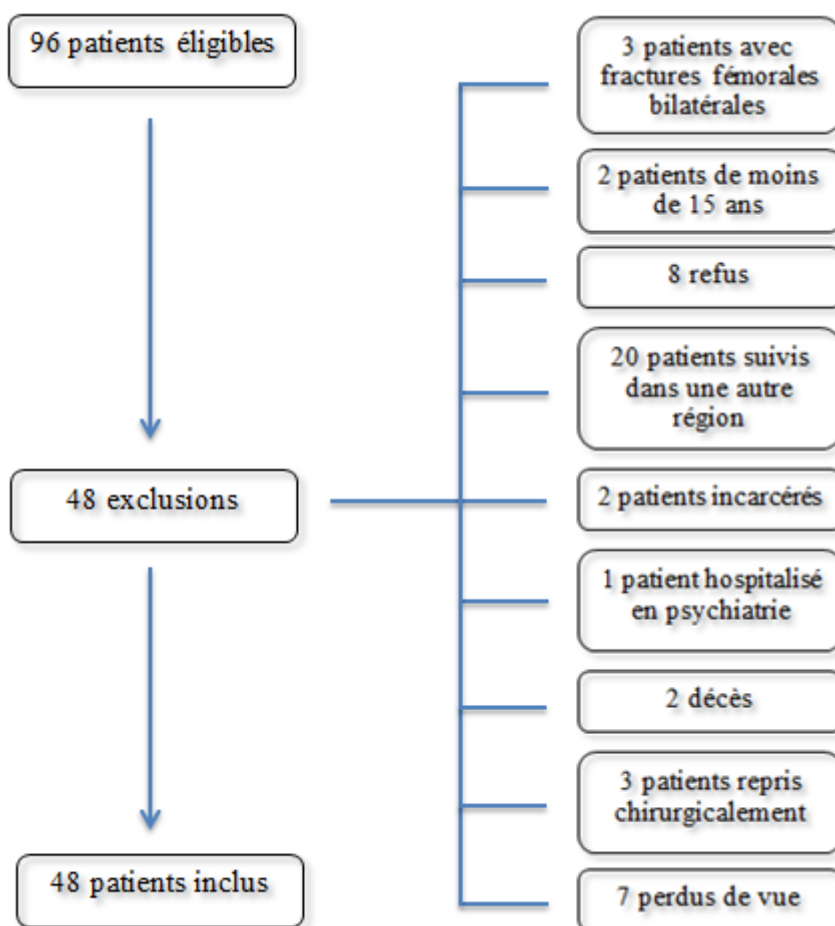 96 patients éligibles
48 exclusions
48 patients inclus
3 patients avec
fractures fémorales
bilatérales
2 patients de moins
de 15 ans
8 refus
20 patients suivis
dans une autre
région
2 patients incarcérés
1 patient hospitalisé
en psychiatrie
2 décès
3 patients repris
chirurgicalement
7 perdus de vue